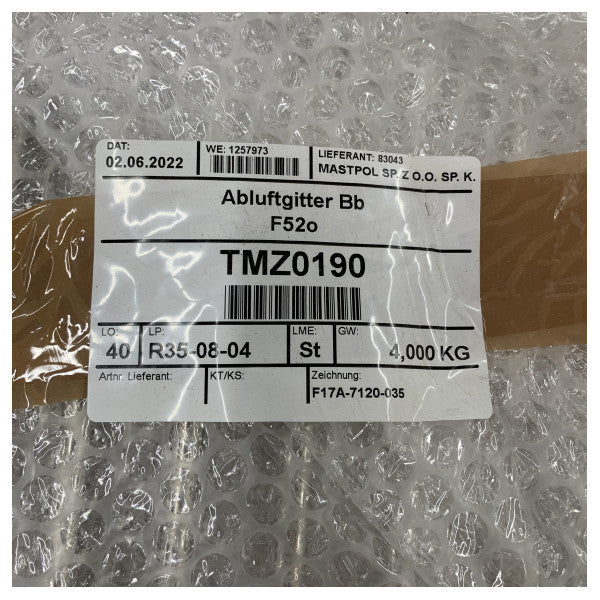 DAT:
02.06.2022
WE: 1257973
LIEFERANT: 83043
MASTPOL SP. Z O.O. SP. K.
Abluftgitter Bb
F52o
TMZ0190
LO:
40
LP:
R35-08-04
LME:
St
GW:
4,000 KG
Artnr. Lieferant:
KT/KS:
Zeichnung:
F17A-7120-035